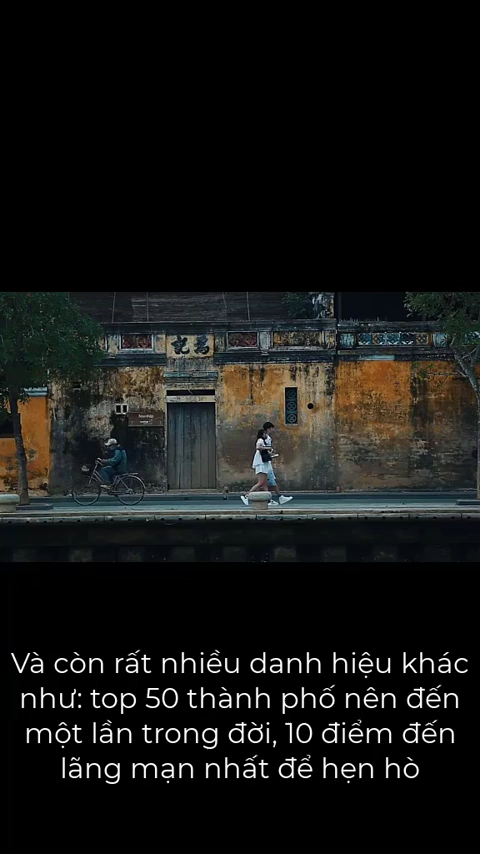 Và còn rất nhiều danh hiệu khác
như: top 50 thành phố nên đến
một lần trong đời, 10 điểm đến
lãng mạn nhất để hẹn hò